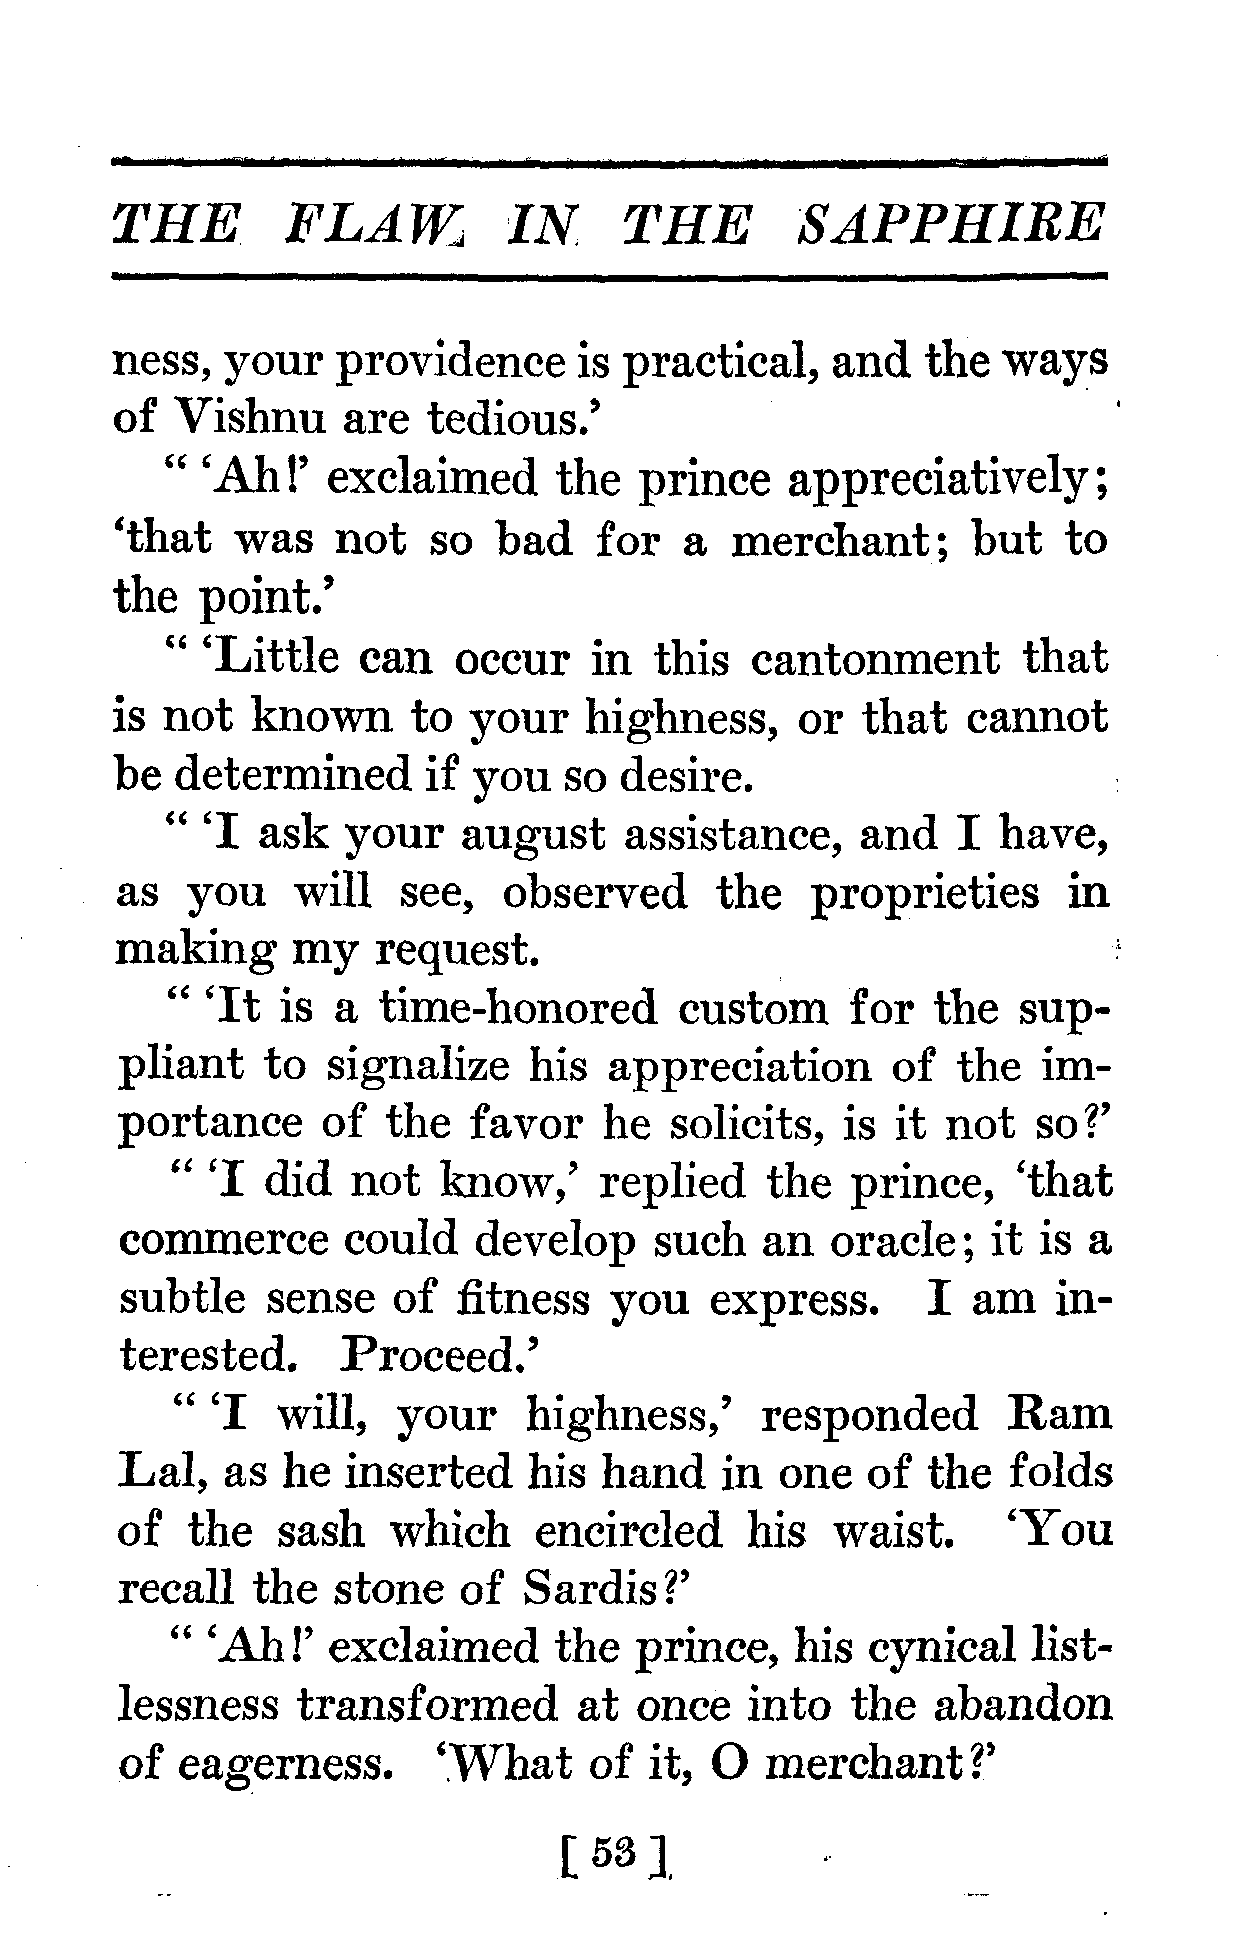 THE FLAW IN THE SAPPHIRE
ness, your providence is practical, and the ways
of Vishnu are tedious.’
“ ‘Ah!’ exclaimed the prince appreciatively;
‘that was not so bad for a merchant; but to
the point.’
“ ‘Little can occur in this cantonment that
is not known to your highness, or that cannot
be determined if you so desire.
“ ‘I ask your august assistance, and I have,
as you will see, observed the proprieties in
making my request.
“ ‘It is a time-honored custom for the sup-
pliant to signalize his appreciation of the im-
portance of the favor he solicits, is it not so?’
“ ‘I did not know,’ replied the prince, ‘that
commerce could develop such an oracle; it is a
subtle sense of fitness you express. I am in-
terested. Proceed.’
“ ‘I will, your highness,’ responded Ram
Lal, as he inserted his hand in one of the folds
of the sash which encircled his waist. ‘You
recall the stone of Sardis?’
“ ‘Ah!’ exclaimed the prince, his cynical list-
lessness transformed at once into the abandon
of eagerness. ‘What of it, O merchant?’
[ 53 ]